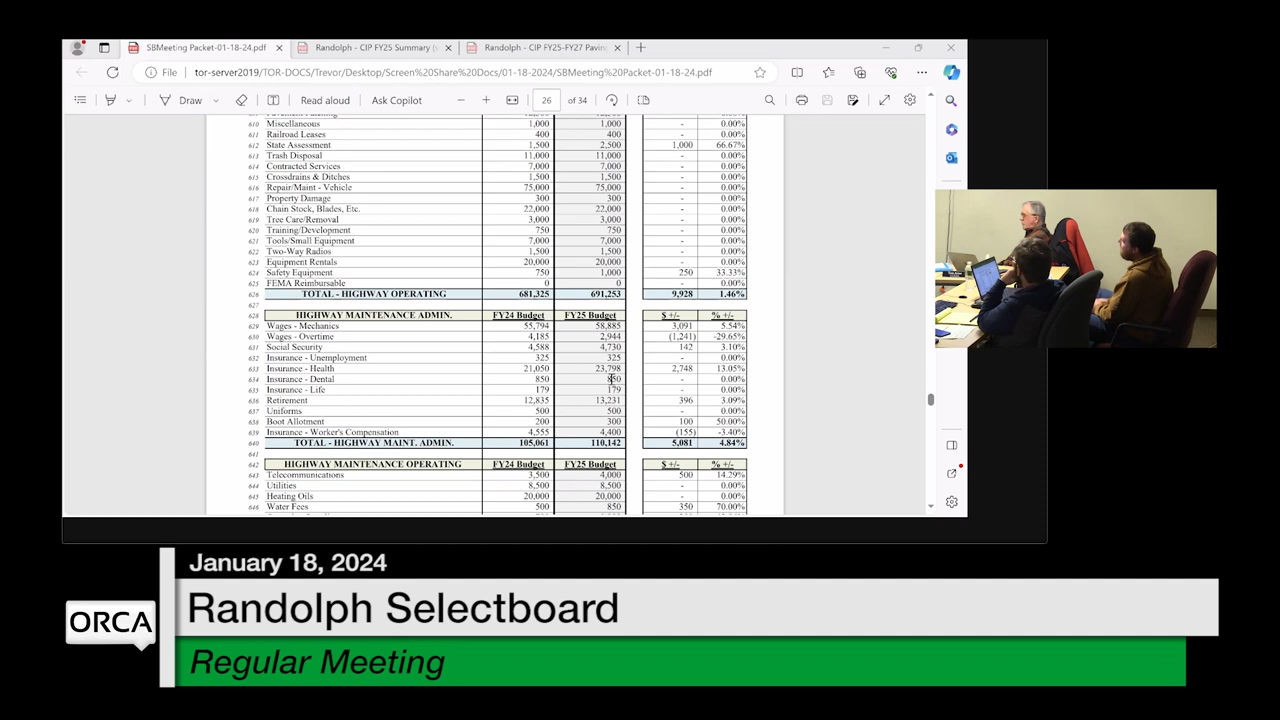 SBMeeting Packet-01-18-24.pdf
Randolph - CIP FY25 Summary (v
Randolph - CIP FY25-FY27 Pavin
File tor-server2019/TOR-DOCS/Trevor/Desktop/Screen%20Share%20Docs/01-18-2024/SBMeeting%20Packet-01-18-24.pdf
Draw Read aloud Ask Copilot 26 of 34
610 Miscellaneous 1,000 1,000 - 0.00%
611 Railroad Leases 400 400 - 0.00%
612 State Assessment 1,500 2,500 1,000 66.67%
613 Trash Disposal 11,000 11,000 - 0.00%
614 Contracted Services 7,000 7,000 - 0.00%
615 Crossdrains & Ditches 1,500 1,500 - 0.00%
616 Repair/Maint - Vehicle 75,000 75,000 - 0.00%
617 Property Damage 300 300 - 0.00%
618 Chain Stock, Blades, Etc. 22,000 22,000 - 0.00%
619 Tree Care/Removal 3,000 3,000 - 0.00%
620 Training/Development 750 750 - 0.00%
621 Tools/Small Equipment 7,000 7,000 - 0.00%
622 Two-Way Radios 1,500 1,500 - 0.00%
623 Equipment Rentals 20,000 20,000 - 0.00%
624 Safety Equipment 750 1,000 250 33.33%
625 FEMA Reimbursable 0 0 - 0.00%
626 TOTAL - HIGHWAY OPERATING 681,325 691,253 9,928 1.46%
627
628 HIGHWAY MAINTENANCE ADMIN. FY24 Budget FY25 Budget $ +/- % +/-
629 Wages - Mechanics 55,794 58,885 3,091 5.54%
630 Wages - Overtime 4,185 2,944 (1,241) -29.65%
631 Social Security 4,588 4,730 142 3.10%
632 Insurance - Unemployment 325 325 - 0.00%
633 Insurance - Health 21,050 23,798 2,748 13.05%
634 Insurance - Dental 850 850 - 0.00%
635 Insurance - Life 179 179 - 0.00%
636 Retirement 12,835 13,231 396 3.09%
637 Uniforms 500 500 - 0.00%
638 Boot Allotment 200 300 100 50.00%
639 Insurance - Worker's Compensation 4,555 4,400 (155) -3.40%
640 TOTAL - HIGHWAY MAINT. ADMIN. 105,061 110,142 5,081 4.84%
641
642 HIGHWAY MAINTENANCE OPERATING FY24 Budget FY25 Budget $ +/- % +/-
643 Telecommunications 3,500 4,000 500 14.29%
644 Utilities 8,500 8,500 - 0.00%
645 Heating Oils 20,000 20,000 - 0.00%
646 Water Fees 500 850 350 70.00%
January 18, 2024
ORCA
Randolph Selectboard
Regular Meeting